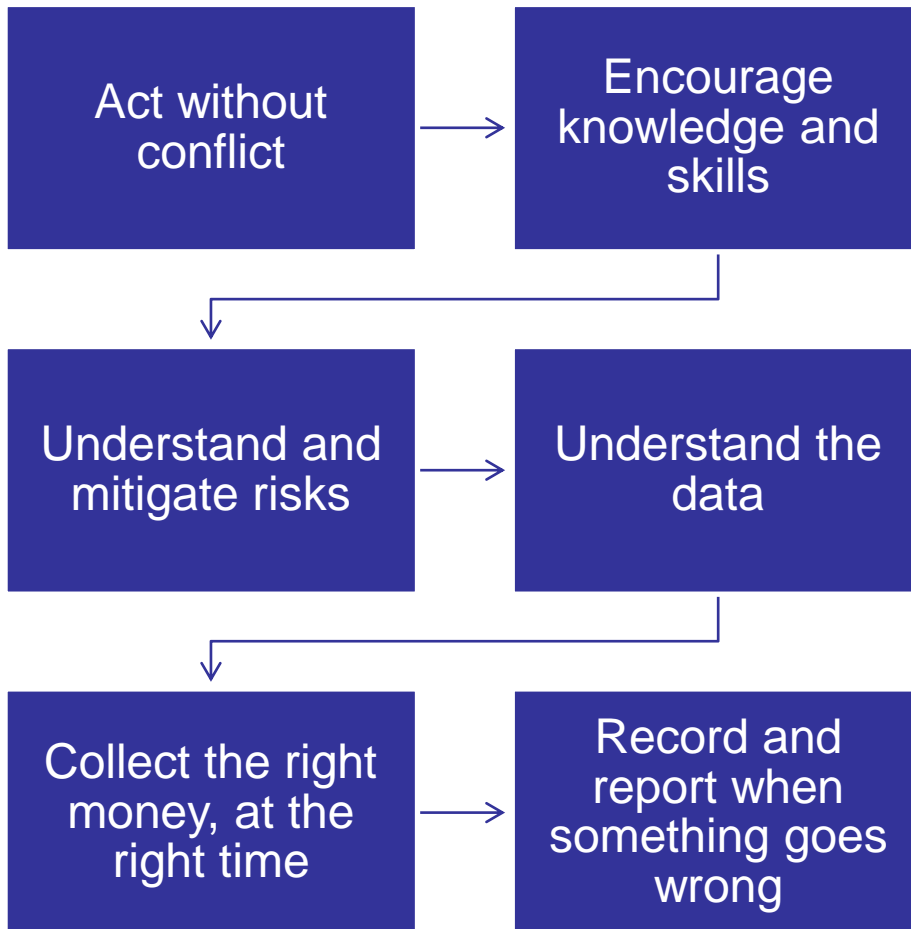 Act without
conflict
Encourage
knowledge and
skills
Understand and
mitigate risks
Understand the
data
Collect the right
money, at the
right time
Record and
report when
something goes
wrong